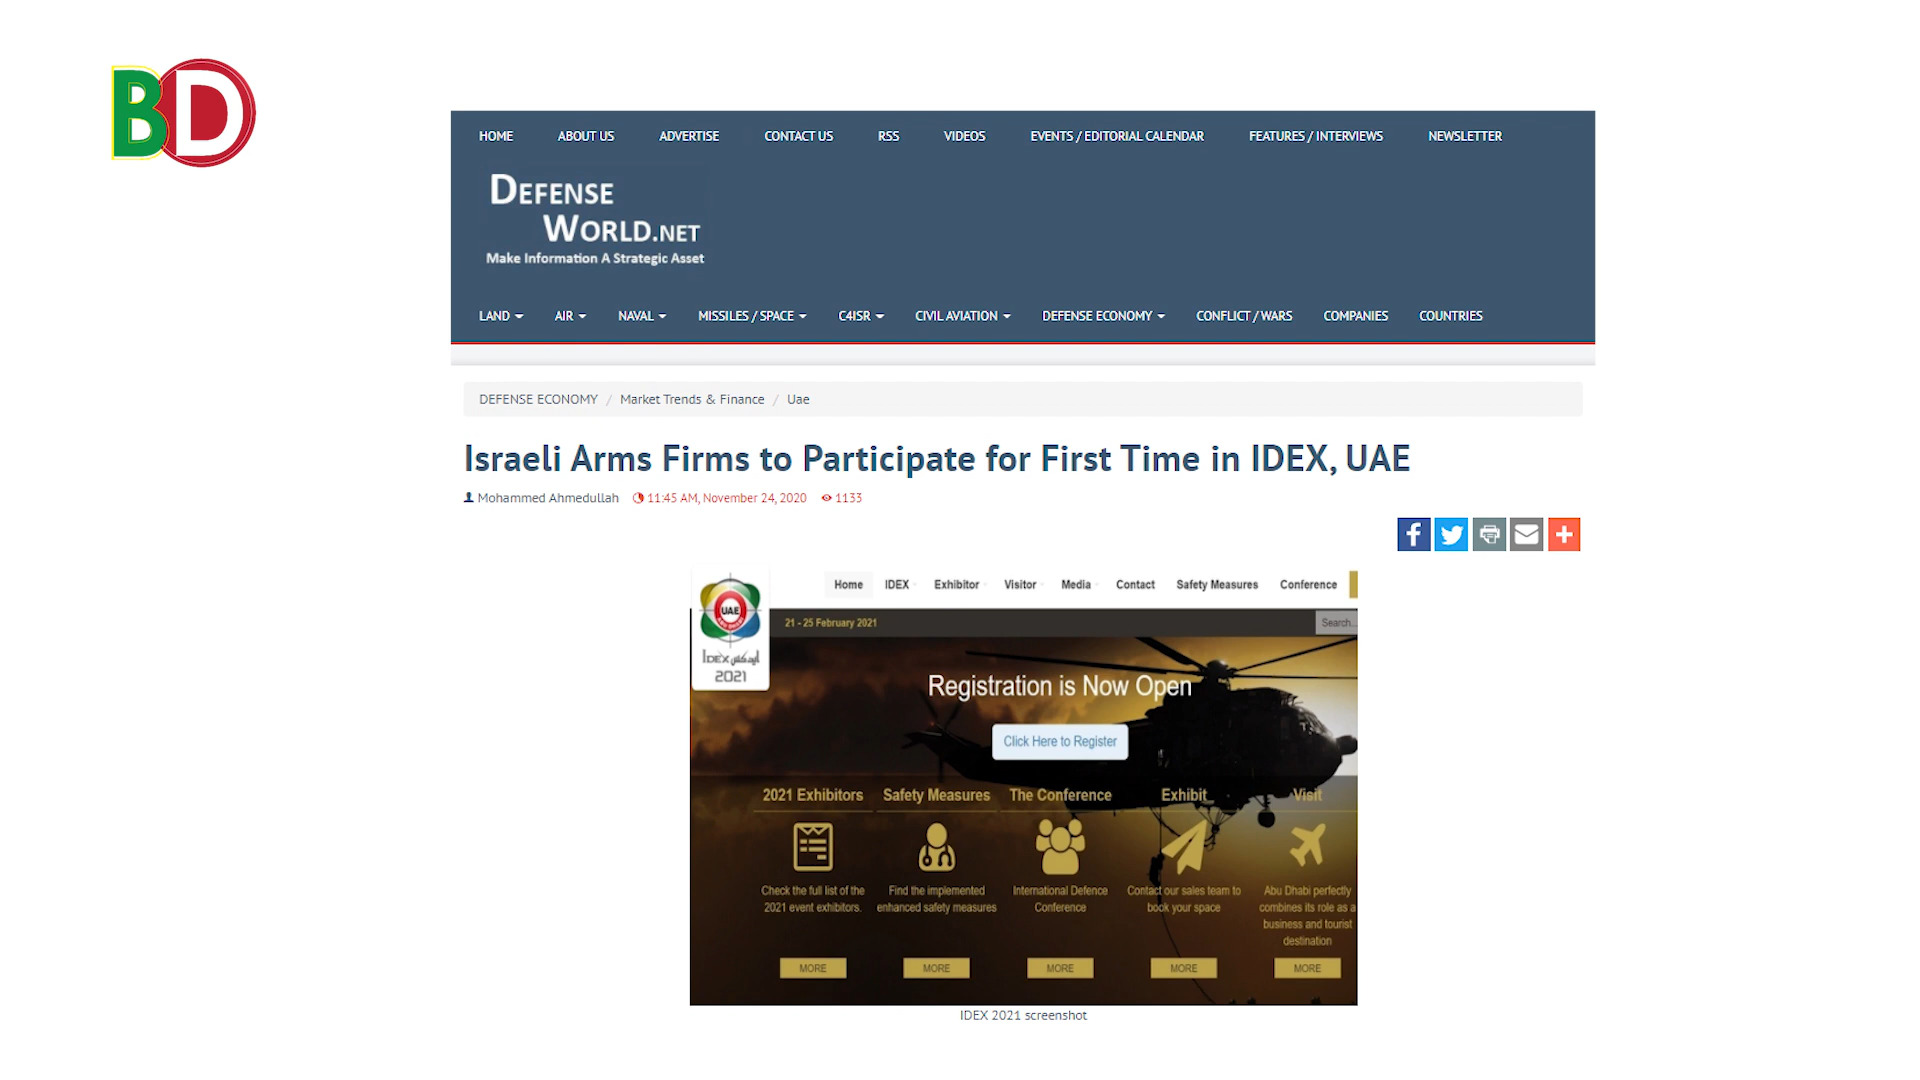 BD
HOME ABOUT US ADVERTISE CONTACT US RSS VIDEOS EVENTS / EDITORIAL CALENDAR FEATURES / INTERVIEWS NEWSLETTER
DEFENSE
WORLD.NET
Make Information A Strategic Asset
LAND AIR NAVAL MISSILES / SPACE C4ISR CIVIL AVIATION DEFENSE ECONOMY CONFLICT / WARS COMPANIES COUNTRIES
DEFENSE ECONOMY / Market Trends & Finance / Uae
Israeli Arms Firms to Participate for First Time in IDEX, UAE
Mohammed Ahmedullah 11:45 AM, November 24, 2020 1133
Home IDEX Exhibitor Visitor Media Contact Safety Measures Conference
UAE
ABU DHABI
IDEX ايدكس
2021
21 - 25 February 2021
Search...
Registration is Now Open
Click Here to Register
2021 Exhibitors Safety Measures The Conference Exhibit Visit
Check the full list of the Find the implemented International Defence Contact our sales team to Abu Dhabi perfectly
2021 event exhibitors. enhanced safety measures Conference book your space combines its role as a
business and tourist
destination
MORE MORE MORE MORE MORE
IDEX 2021 screenshot